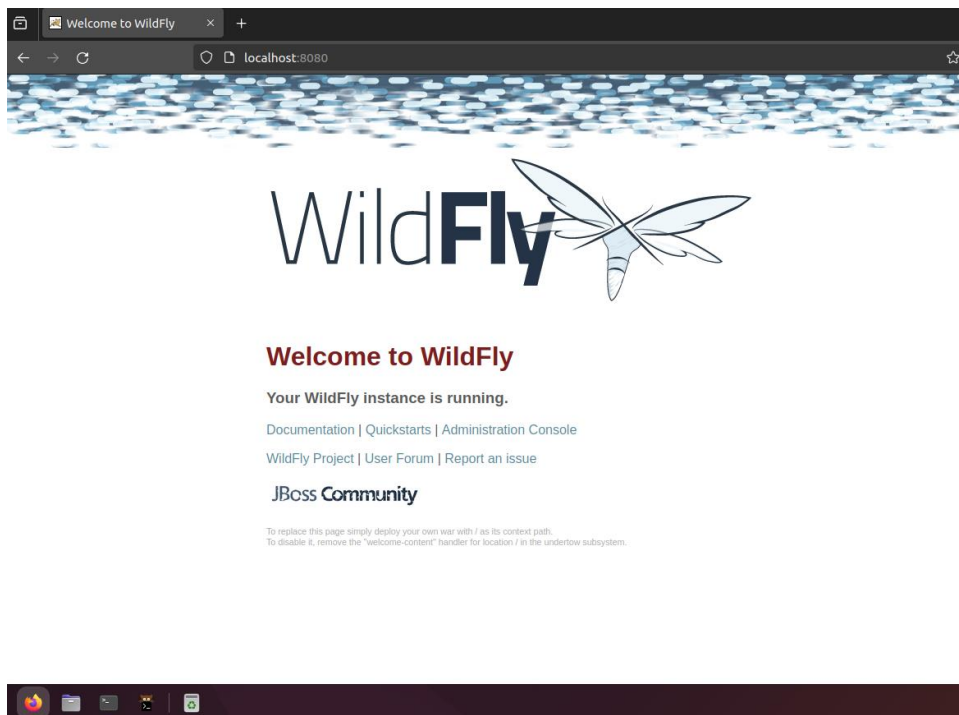 Welcome to WildFly
localhost:8080
WildFly
Welcome to WildFly
Your WildFly instance is running.
Documentation | Quickstarts | Administration Console
WildFly Project | User Forum | Report an issue
JBoss Community
To replace this page simply deploy your own war with / as its context path.
To disable it, remove the "welcome-content" handler for location / in the undertow subsystem.